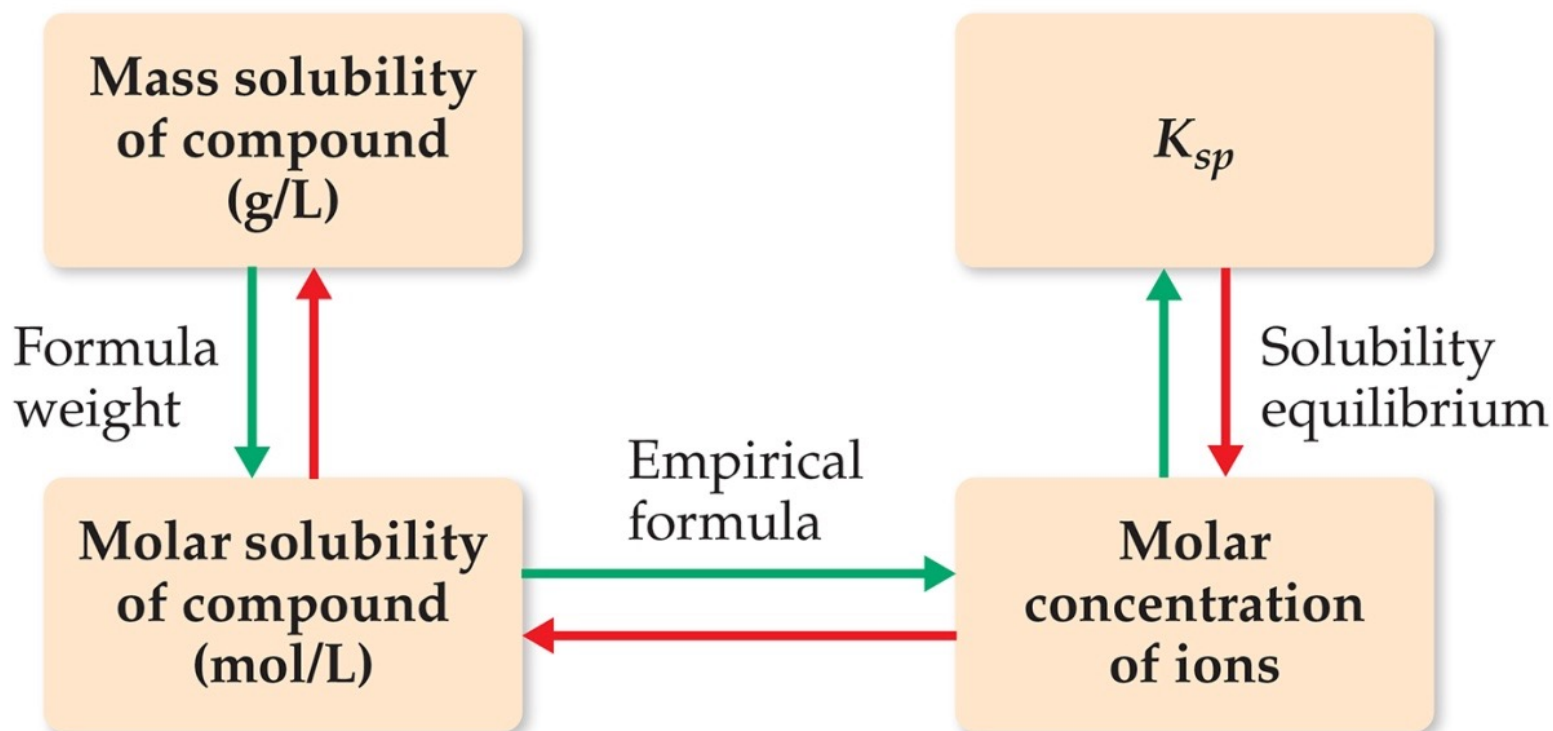 Mass solubility
of compound
(g/L)
K_sp
Formula
weight
Solubility
equilibrium
Empirical
formula
Molar solubility
of compound
(mol/L)
Molar
concentration
of ions